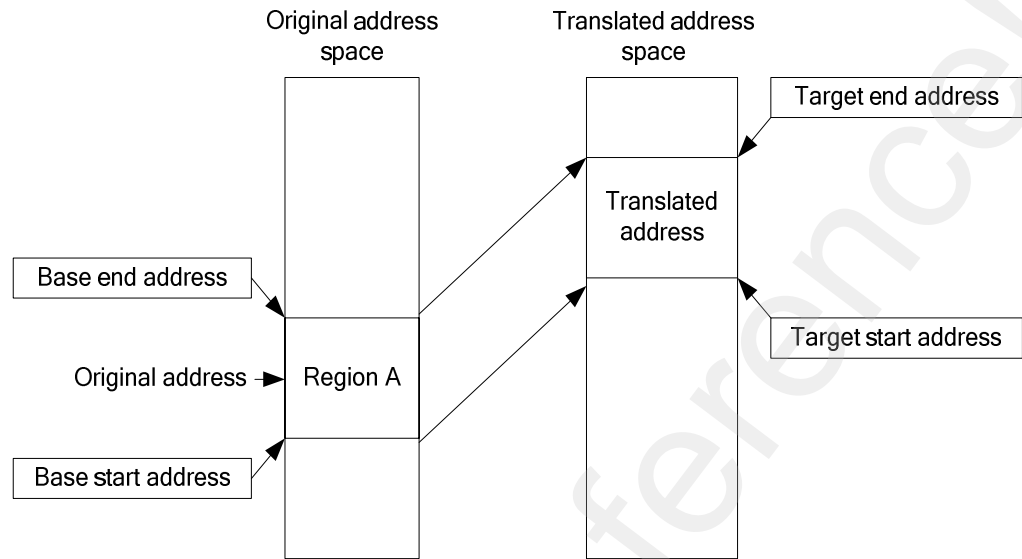 Original address
space
Translated address
space
Target end address
Translated
address
Base end address
Target start address
Original address
Region A
Base start address
ference